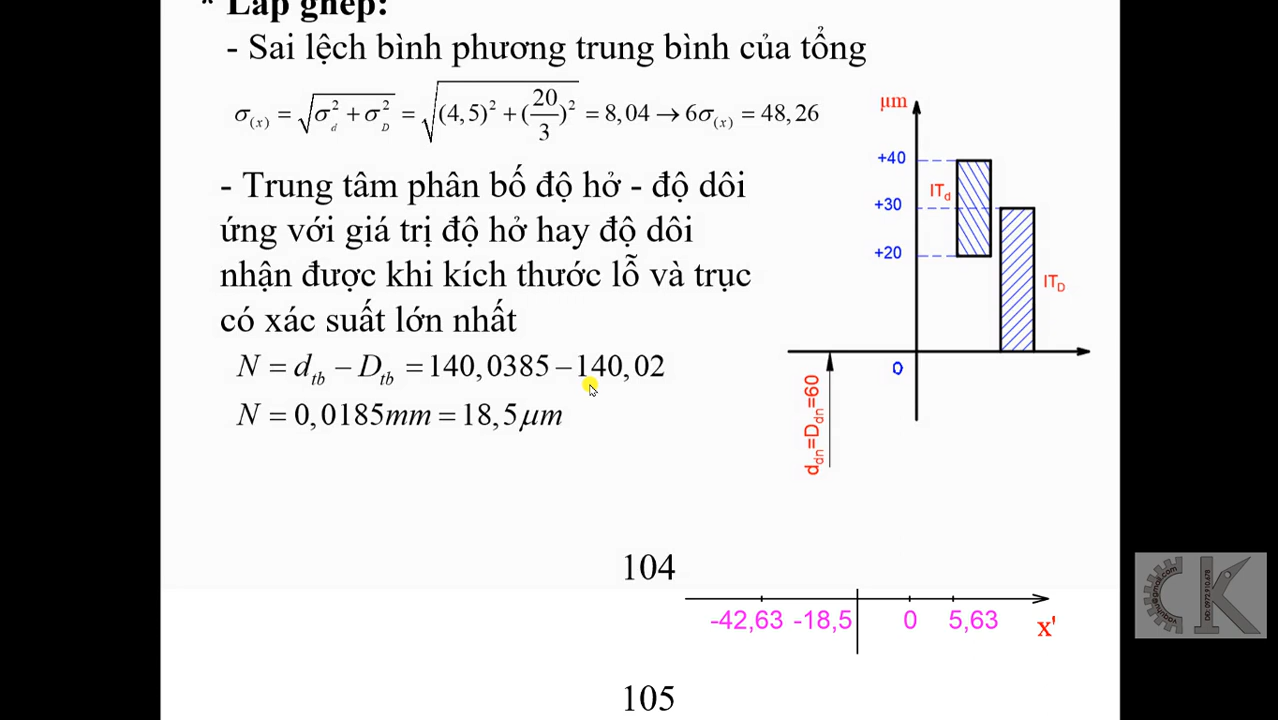 * Lắp ghép:
- Sai lệch bình phương trung bình của tổng
σ(x) = √(σd² + σD²) = √((4,5)² + (20/3)²) = 8,04 → 6σ(x) = 48,26
- Trung tâm phân bố độ hở - độ dôi
ứng với giá trị độ hở hay độ dôi
nhận được khi kích thước lỗ và trục
có xác suất lớn nhất
N = dtb − Dtb = 140,0385 − 140,02
N = 0,0185mm = 18,5μm
μm
+40
ITd
+30
+20
ITD
0
ddn=Ddn=60
104
-42,63 -18,5 0 5,63 x'
105